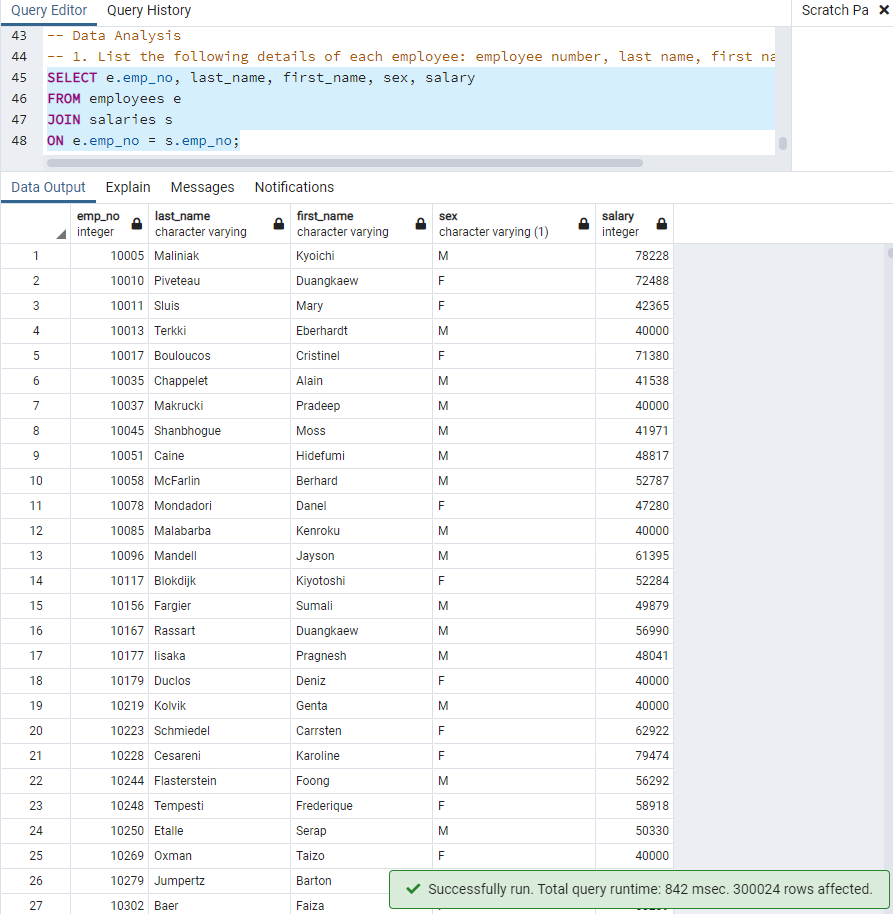 Query Editor Query History Scratch Pa
43 -- Data Analysis
44 -- 1. List the following details of each employee: employee number, last name, first na
45 SELECT e.emp_no, last_name, first_name, sex, salary
46 FROM employees e
47 JOIN salaries s
48 ON e.emp_no = s.emp_no;
Data Output Explain Messages Notifications
emp_no last_name first_name sex salary
integer character varying character varying character varying (1) integer
1 10005 Maliniak Kyoichi M 78228
2 10010 Piveteau Duangkaew F 72488
3 10011 Sluis Mary F 42365
4 10013 Terkki Eberhardt M 40000
5 10017 Bouloucos Cristinel F 71380
6 10035 Chappelet Alain M 41538
7 10037 Makrucki Pradeep M 40000
8 10045 Shanbhogue Moss M 41971
9 10051 Caine Hidefumi M 48817
10 10058 McFarlin Berhard M 52787
11 10078 Mondadori Danel F 47280
12 10085 Malabarba Kenroku M 40000
13 10096 Mandell Jayson M 61395
14 10117 Blokdijk Kiyotoshi F 52284
15 10156 Fargier Sumali M 49879
16 10167 Rassart Duangkaew M 56990
17 10177 Iisaka Pragnesh M 48041
18 10179 Duclos Deniz F 40000
19 10219 Kolvik Genta M 40000
20 10223 Schmiedel Carrsten F 62922
21 10228 Cesareni Karoline F 79474
22 10244 Flasterstein Foong M 56292
23 10248 Tempesti Frederique F 58918
24 10250 Etalle Serap M 50330
25 10269 Oxman Taizo F 40000
26 10279 Jumpertz Barton
Successfully run. Total query runtime: 842 msec. 300024 rows affected.
27 10302 Baer Faiza